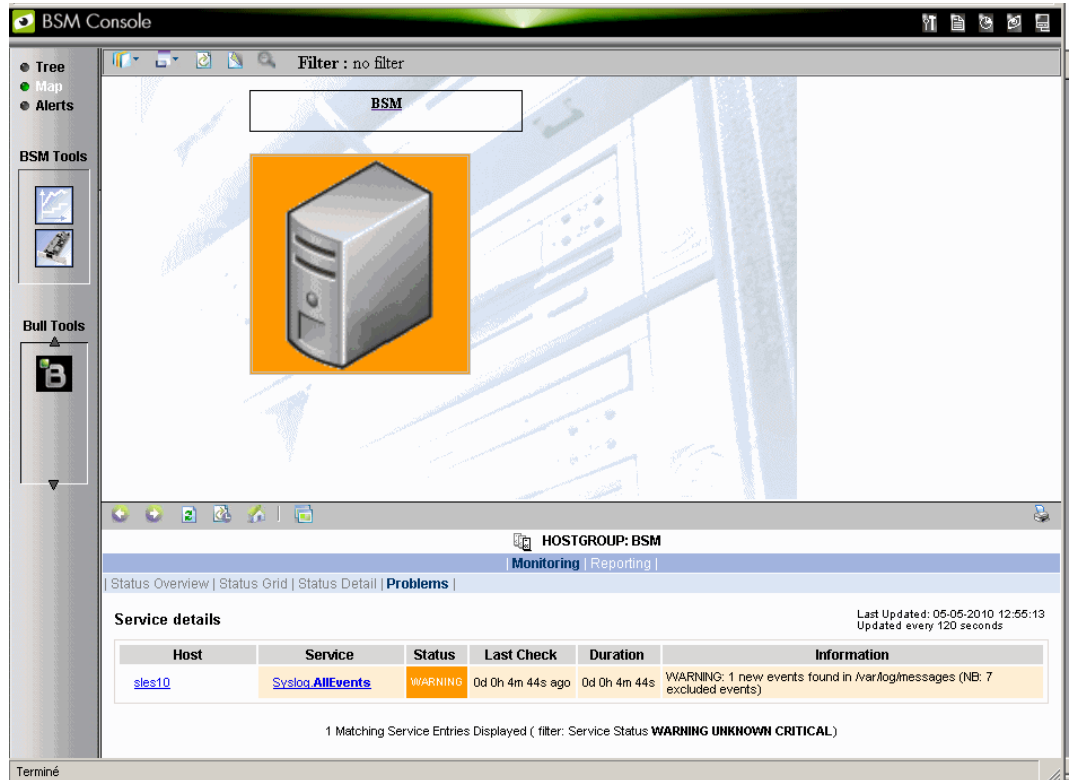 BSM Console
Tree
Map
Alerts
Filter : no filter
BSM
BSM Tools
Bull Tools
B
HOSTGROUP: BSM
| Monitoring | Reporting |
| Status Overview | Status Grid | Status Detail | Problems |
Service details
Last Updated: 05-05-2010 12:55:13
Updated every 120 seconds
Host Service Status Last Check Duration Information
sles10 Syslog.AllEvents WARNING 0d 0h 4m 44s ago 0d 0h 4m 44s WARNING: 1 new events found in /var/log/messages (NB: 7
excluded events)
1 Matching Service Entries Displayed ( filter: Service Status WARNING UNKNOWN CRITICAL)
Terminé